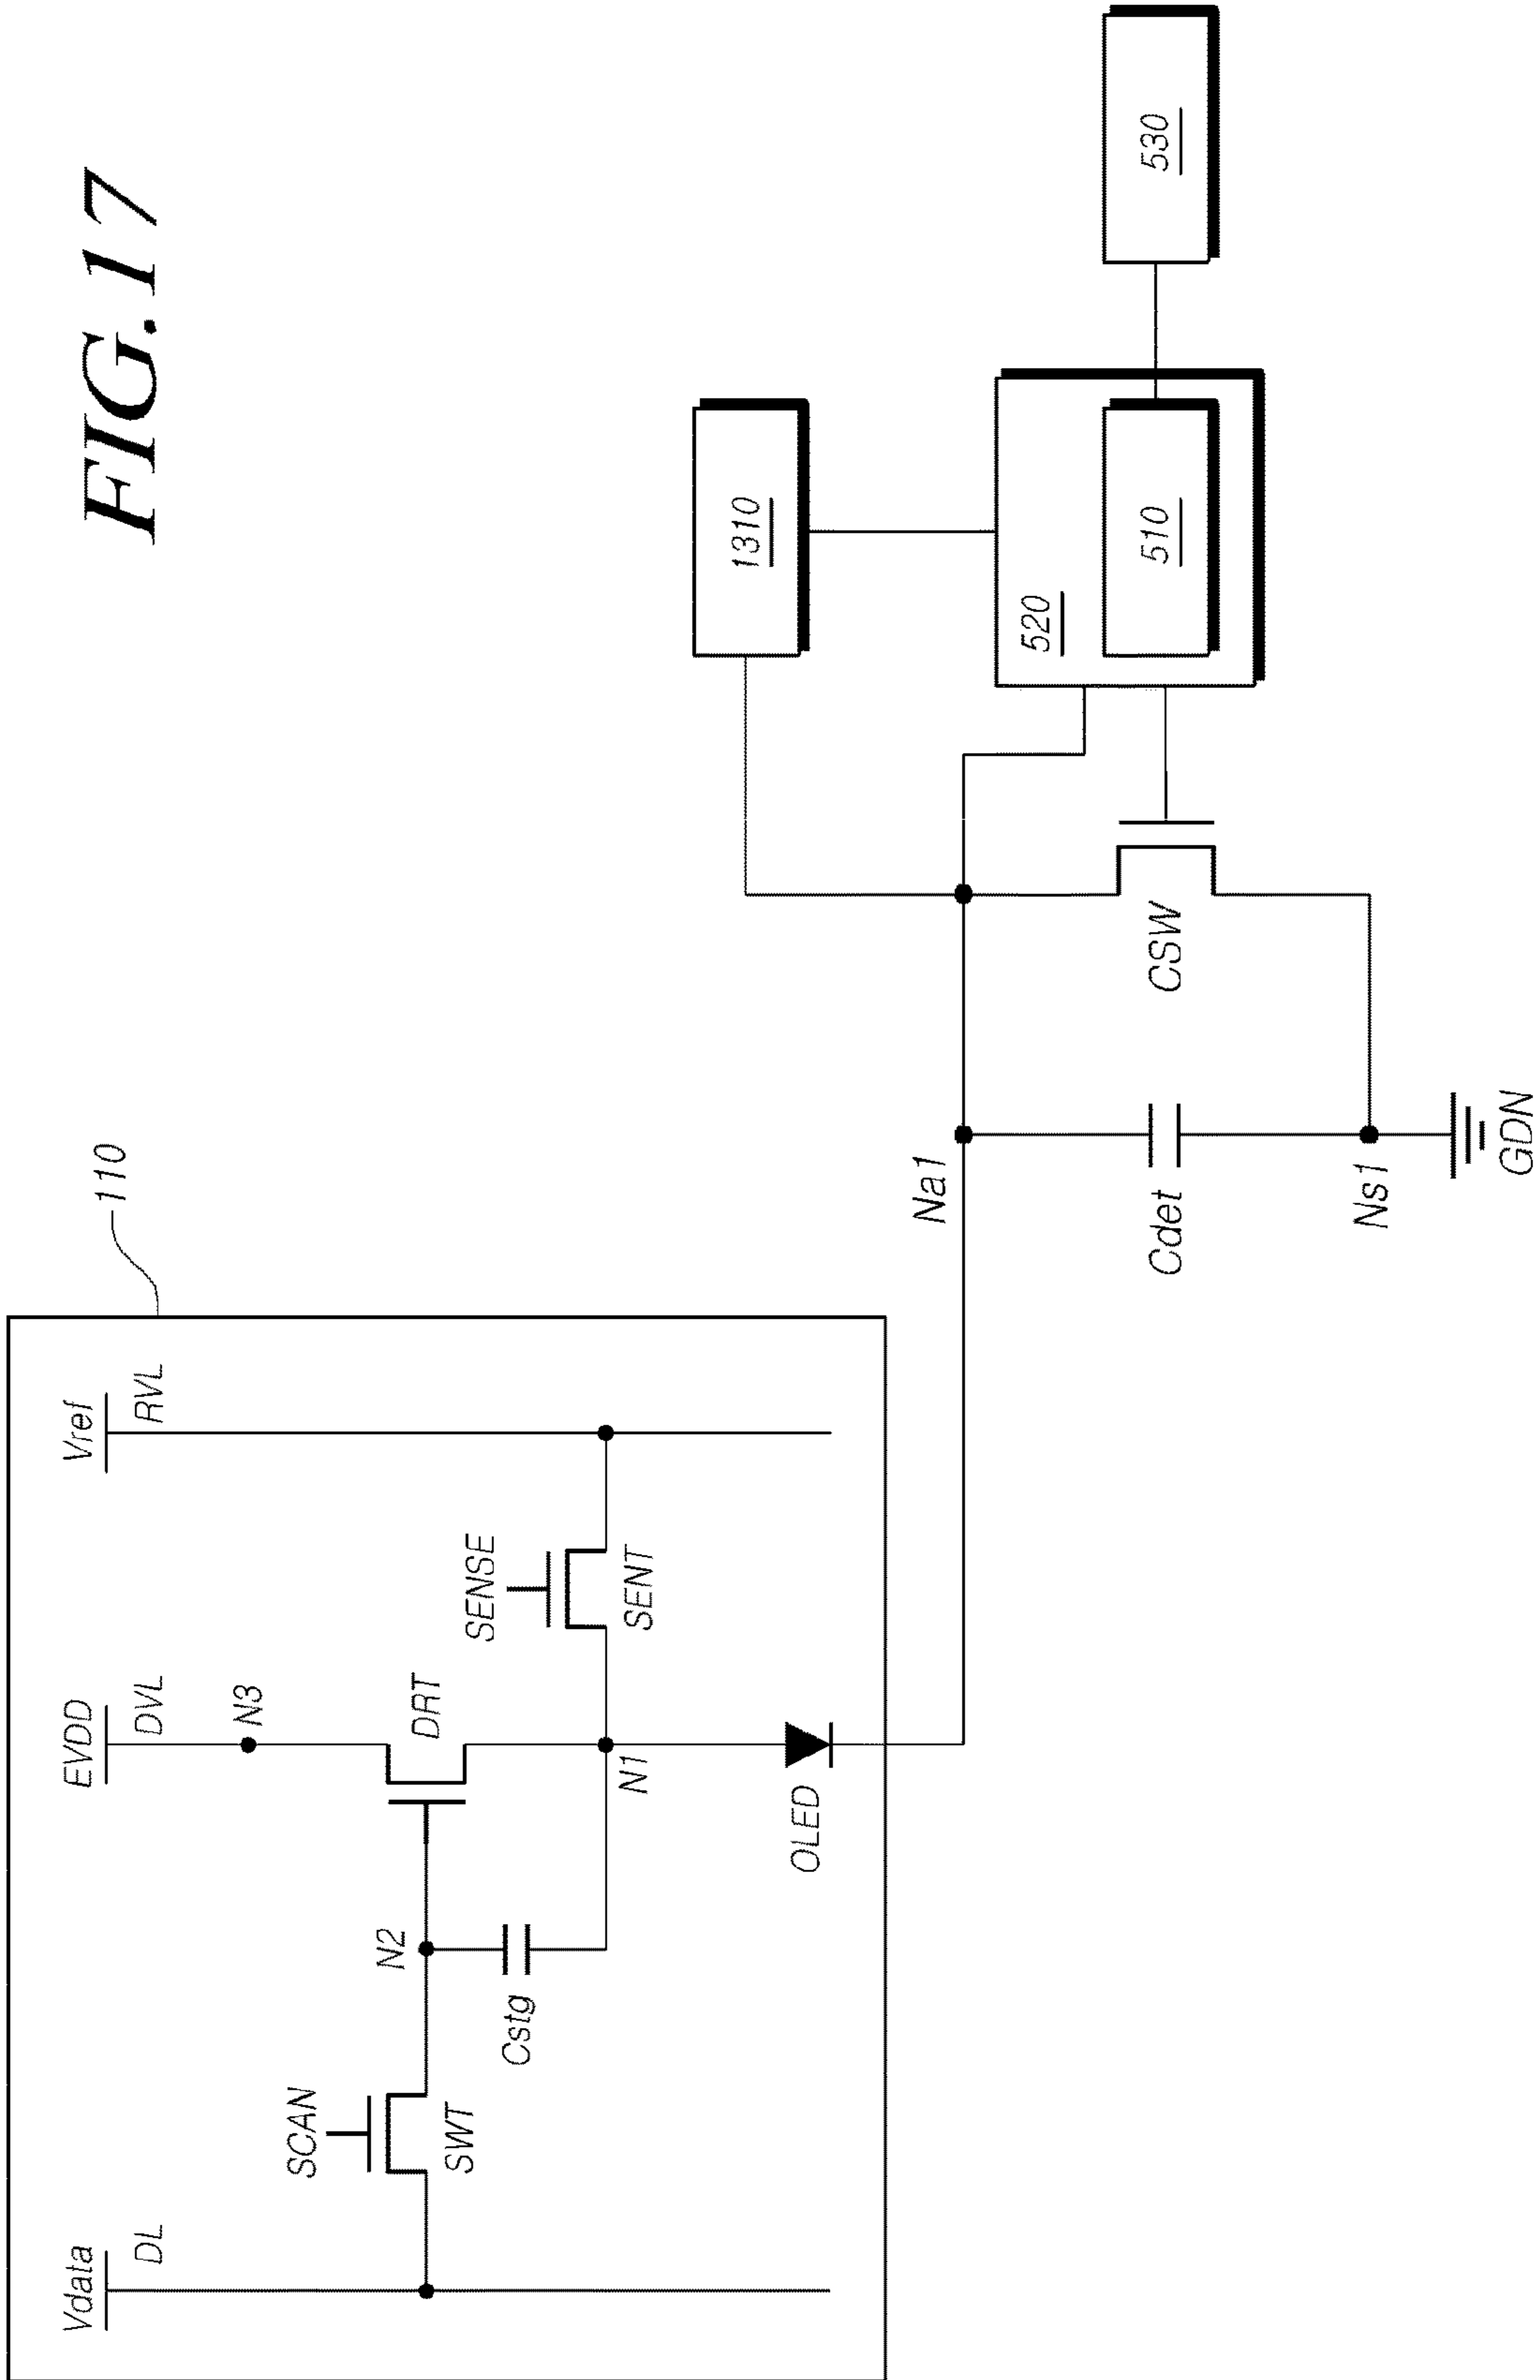 FIG.17
110
Vdata
DL
EVDD
DVL
Vref
RVL
N3
SCAN
SWT
N2
Cstg
DRT
SENSE
SENT
N1
OLED
Na1
Cdet
Ns1
GDN
CSW
1310
520
510
530